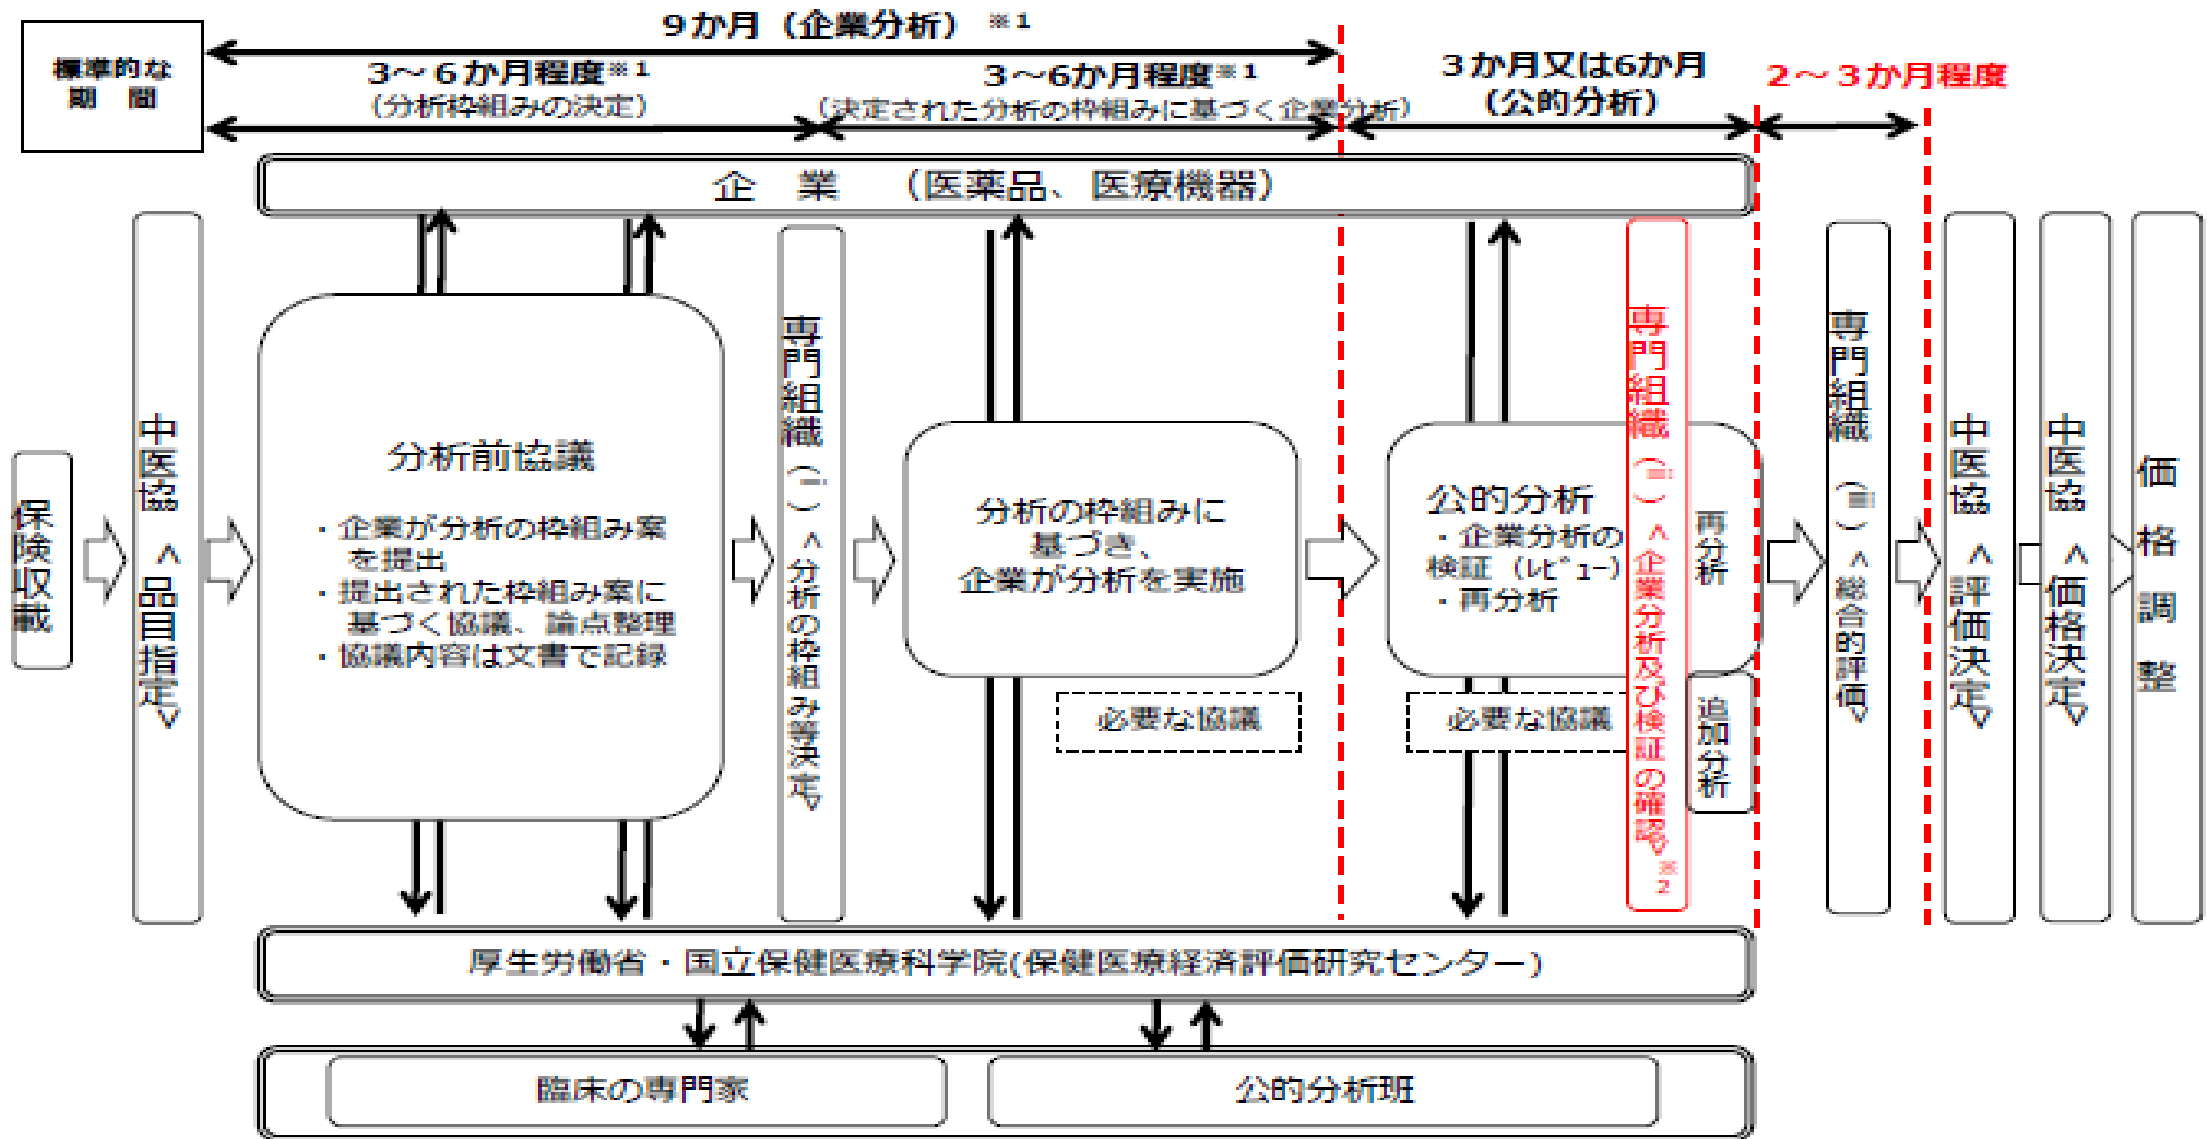 標準的な
期 間
9か月（企業分析） ※1
3～6か月程度※1
（分析枠組みの決定）
3～6か月程度※1
（決定された分析の枠組みに基づく企業分析）
3か月又は6か月
（公的分析）
2～3か月程度
企 業 （医薬品、医療機器）
保険収載
中医協 <品目指定>
分析前協議
・企業が分析の枠組み案
を提出
・提出された枠組み案に
基づく協議、論点整理
・協議内容は文書で記録
専門組織（ⅰ）<分析の枠組み等決定>
分析の枠組みに
基づき、
企業が分析を実施
必要な協議
公的分析
・企業分析の
検証（ﾚﾋﾞｭｰ）
・再分析
必要な協議
専門組織（ⅱ）<企業分析及び検証の確認>※2
再分析
追加分析
専門組織（ⅲ）<総合的評価>
中医協 <評価決定>
中医協 <価格決定>
価格調整
厚生労働省・国立保健医療科学院(保健医療経済評価研究センター)
臨床の専門家
公的分析班